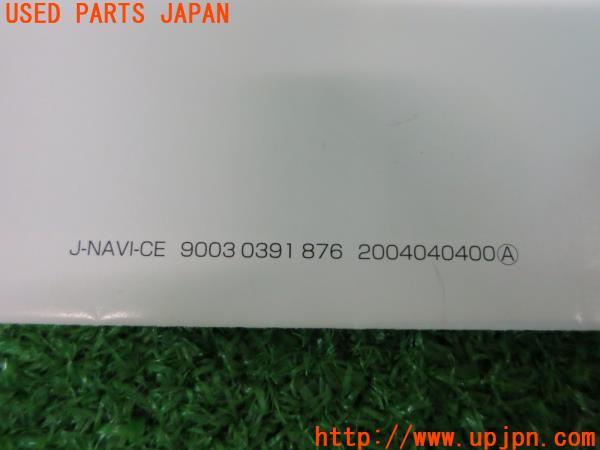 USED PARTS JAPAN
J-NAVI-CE 9003 0391 876 2004040400Ⓐ
http://www.upjpn.com